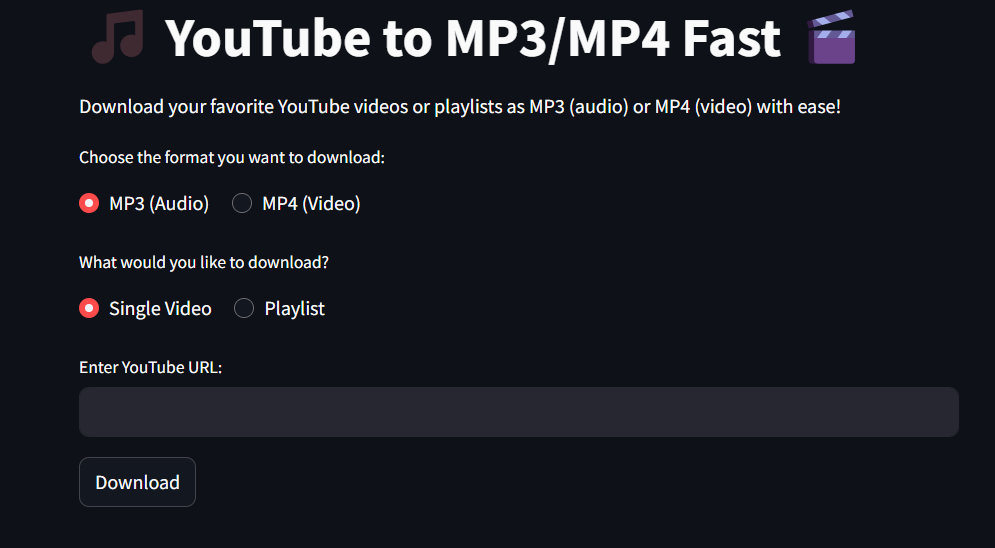 YouTube to MP3/MP4 Fast
Download your favorite YouTube videos or playlists as MP3 (audio) or MP4 (video) with ease!
Choose the format you want to download:
MP3 (Audio) MP4 (Video)
What would you like to download?
Single Video Playlist
Enter YouTube URL:
Download